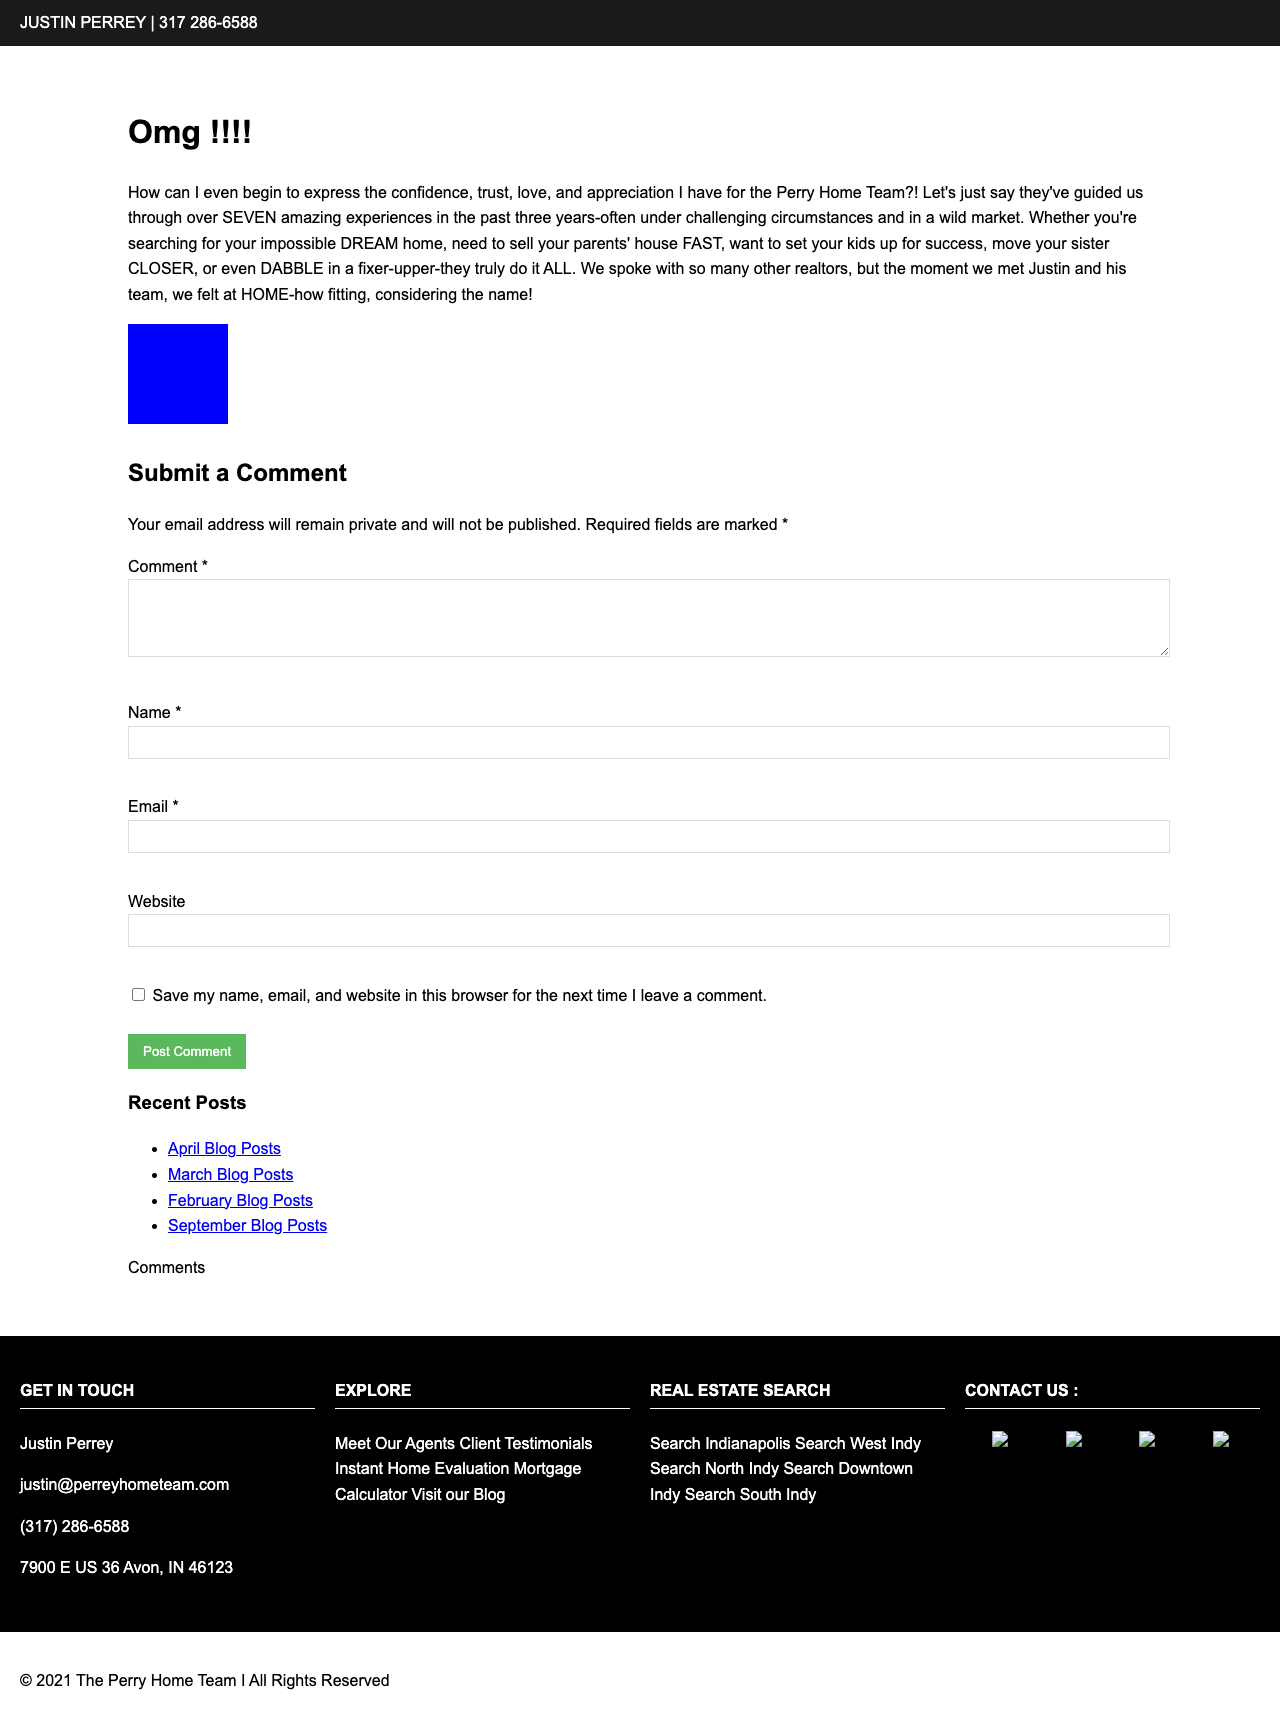 JUSTIN PERREY | 317 286-6588
Omg !!!!
How can I even begin to express the confidence, trust, love, and appreciation I have for the Perry Home Team?! Let's just say they've guided us
through over SEVEN amazing experiences in the past three years-often under challenging circumstances and in a wild market. Whether you're
searching for your impossible DREAM home, need to sell your parents' house FAST, want to set your kids up for success, move your sister
CLOSER, or even DABBLE in a fixer-upper-they truly do it ALL. We spoke with so many other realtors, but the moment we met Justin and his
team, we felt at HOME-how fitting, considering the name!
Submit a Comment
Your email address will remain private and will not be published. Required fields are marked *
Comment *
Name *
Email *
Website
Save my name, email, and website in this browser for the next time I leave a comment.
Post Comment
Recent Posts
April Blog Posts
March Blog Posts
February Blog Posts
September Blog Posts
Comments
GET IN TOUCH
Justin Perrey
justin@perreyhometeam.com
(317) 286-6588
7900 E US 36 Avon, IN 46123
EXPLORE
Meet Our Agents Client Testimonials
Instant Home Evaluation Mortgage
Calculator Visit our Blog
REAL ESTATE SEARCH
Search Indianapolis Search West Indy
Search North Indy Search Downtown
Indy Search South Indy
CONTACT US :
© 2021 The Perry Home Team I All Rights Reserved